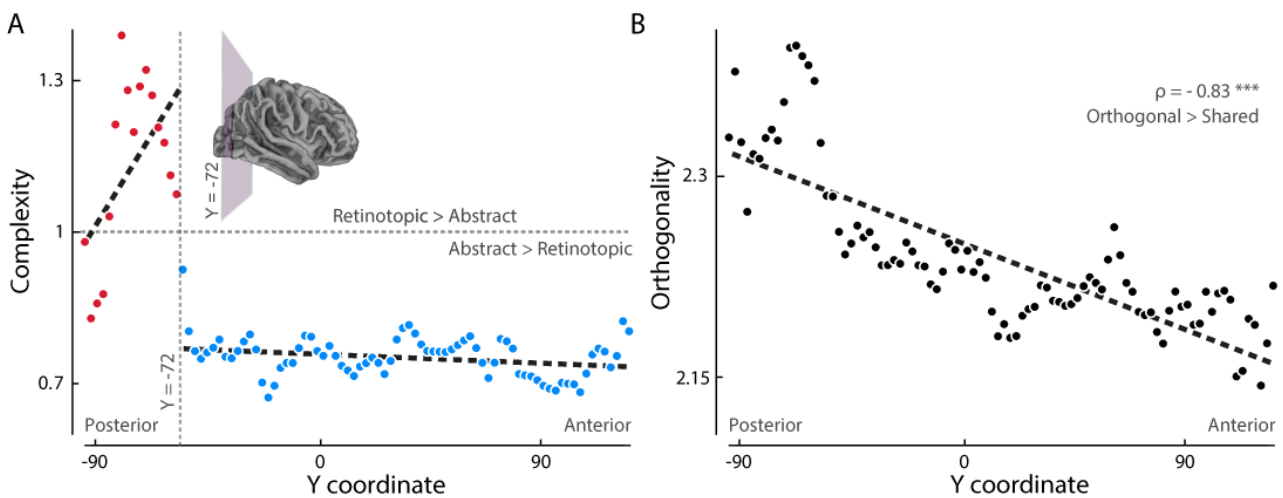 A
Complexity
1.3
1
0.7
Y = -72
Retinotopic > Abstract
Abstract > Retinotopic
Y = -72
Posterior
Anterior
-90
0
90
Y coordinate
B
Orthogonality
2.3
2.15
ρ = - 0.83 ***
Orthogonal > Shared
Posterior
Anterior
-90
0
90
Y coordinate